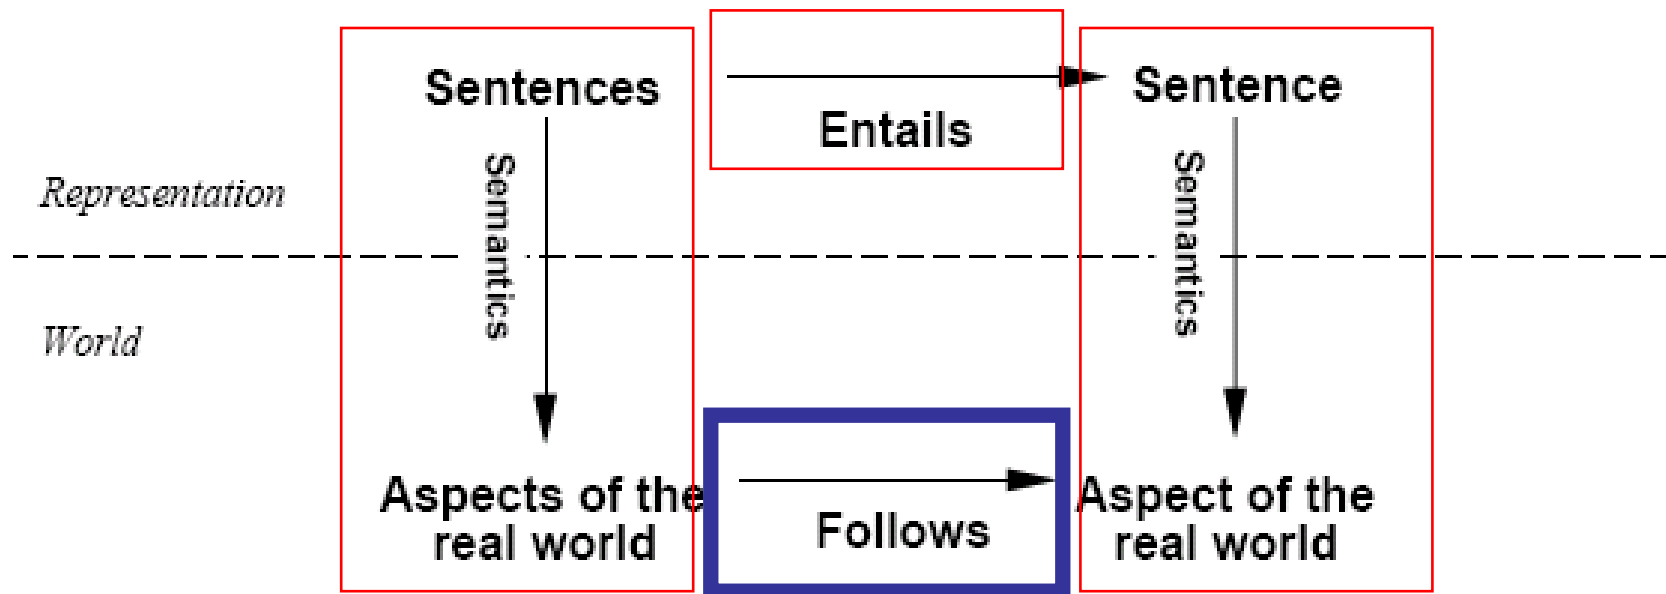 Sentences
Sentence
Entails
Semantics
Semantics
Representation
World
Aspects of the
real world
Follows
Aspect of the
real world